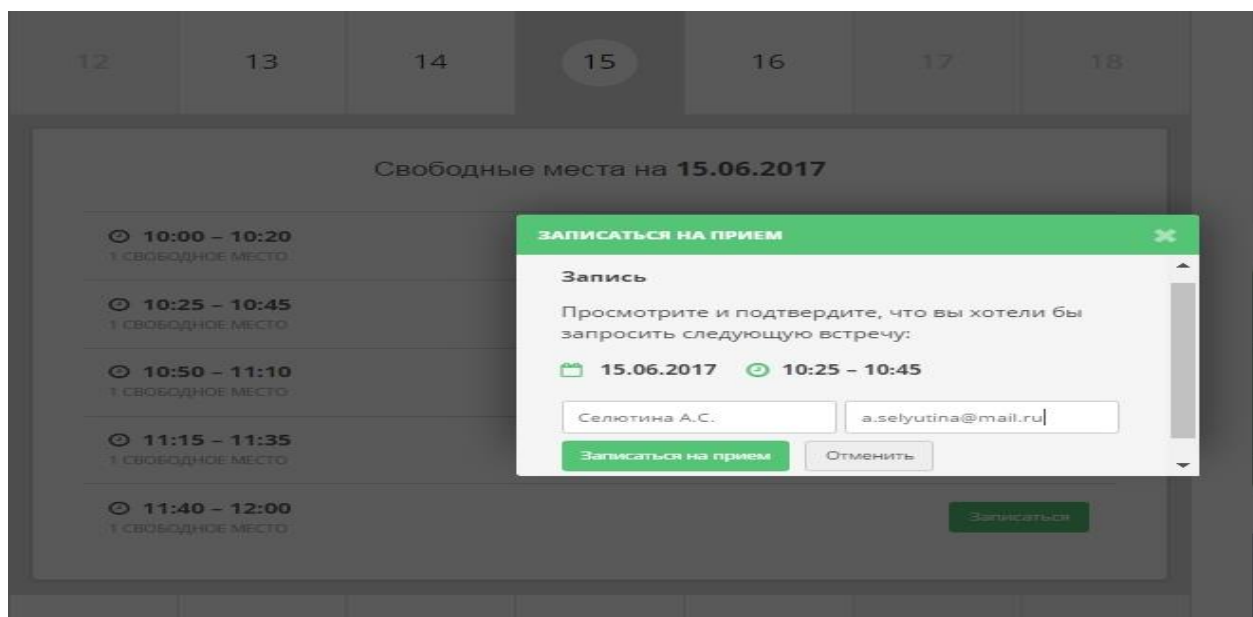 12 13 14 15 16 17 18
Свободные места на 15.06.2017
10:00 – 10:20
1 СВОБОДНОЕ МЕСТО
10:25 – 10:45
1 СВОБОДНОЕ МЕСТО
10:50 – 11:10
1 СВОБОДНОЕ МЕСТО
11:15 – 11:35
1 СВОБОДНОЕ МЕСТО
11:40 – 12:00
1 СВОБОДНОЕ МЕСТО
Записаться
ЗАПИСАТЬСЯ НА ПРИЕМ
Запись
Просмотрите и подтвердите, что вы хотели бы
запросить следующую встречу:
15.06.2017 10:25 – 10:45
Селютина А.С. a.selyutina@mail.ru
Записаться на прием Отменить